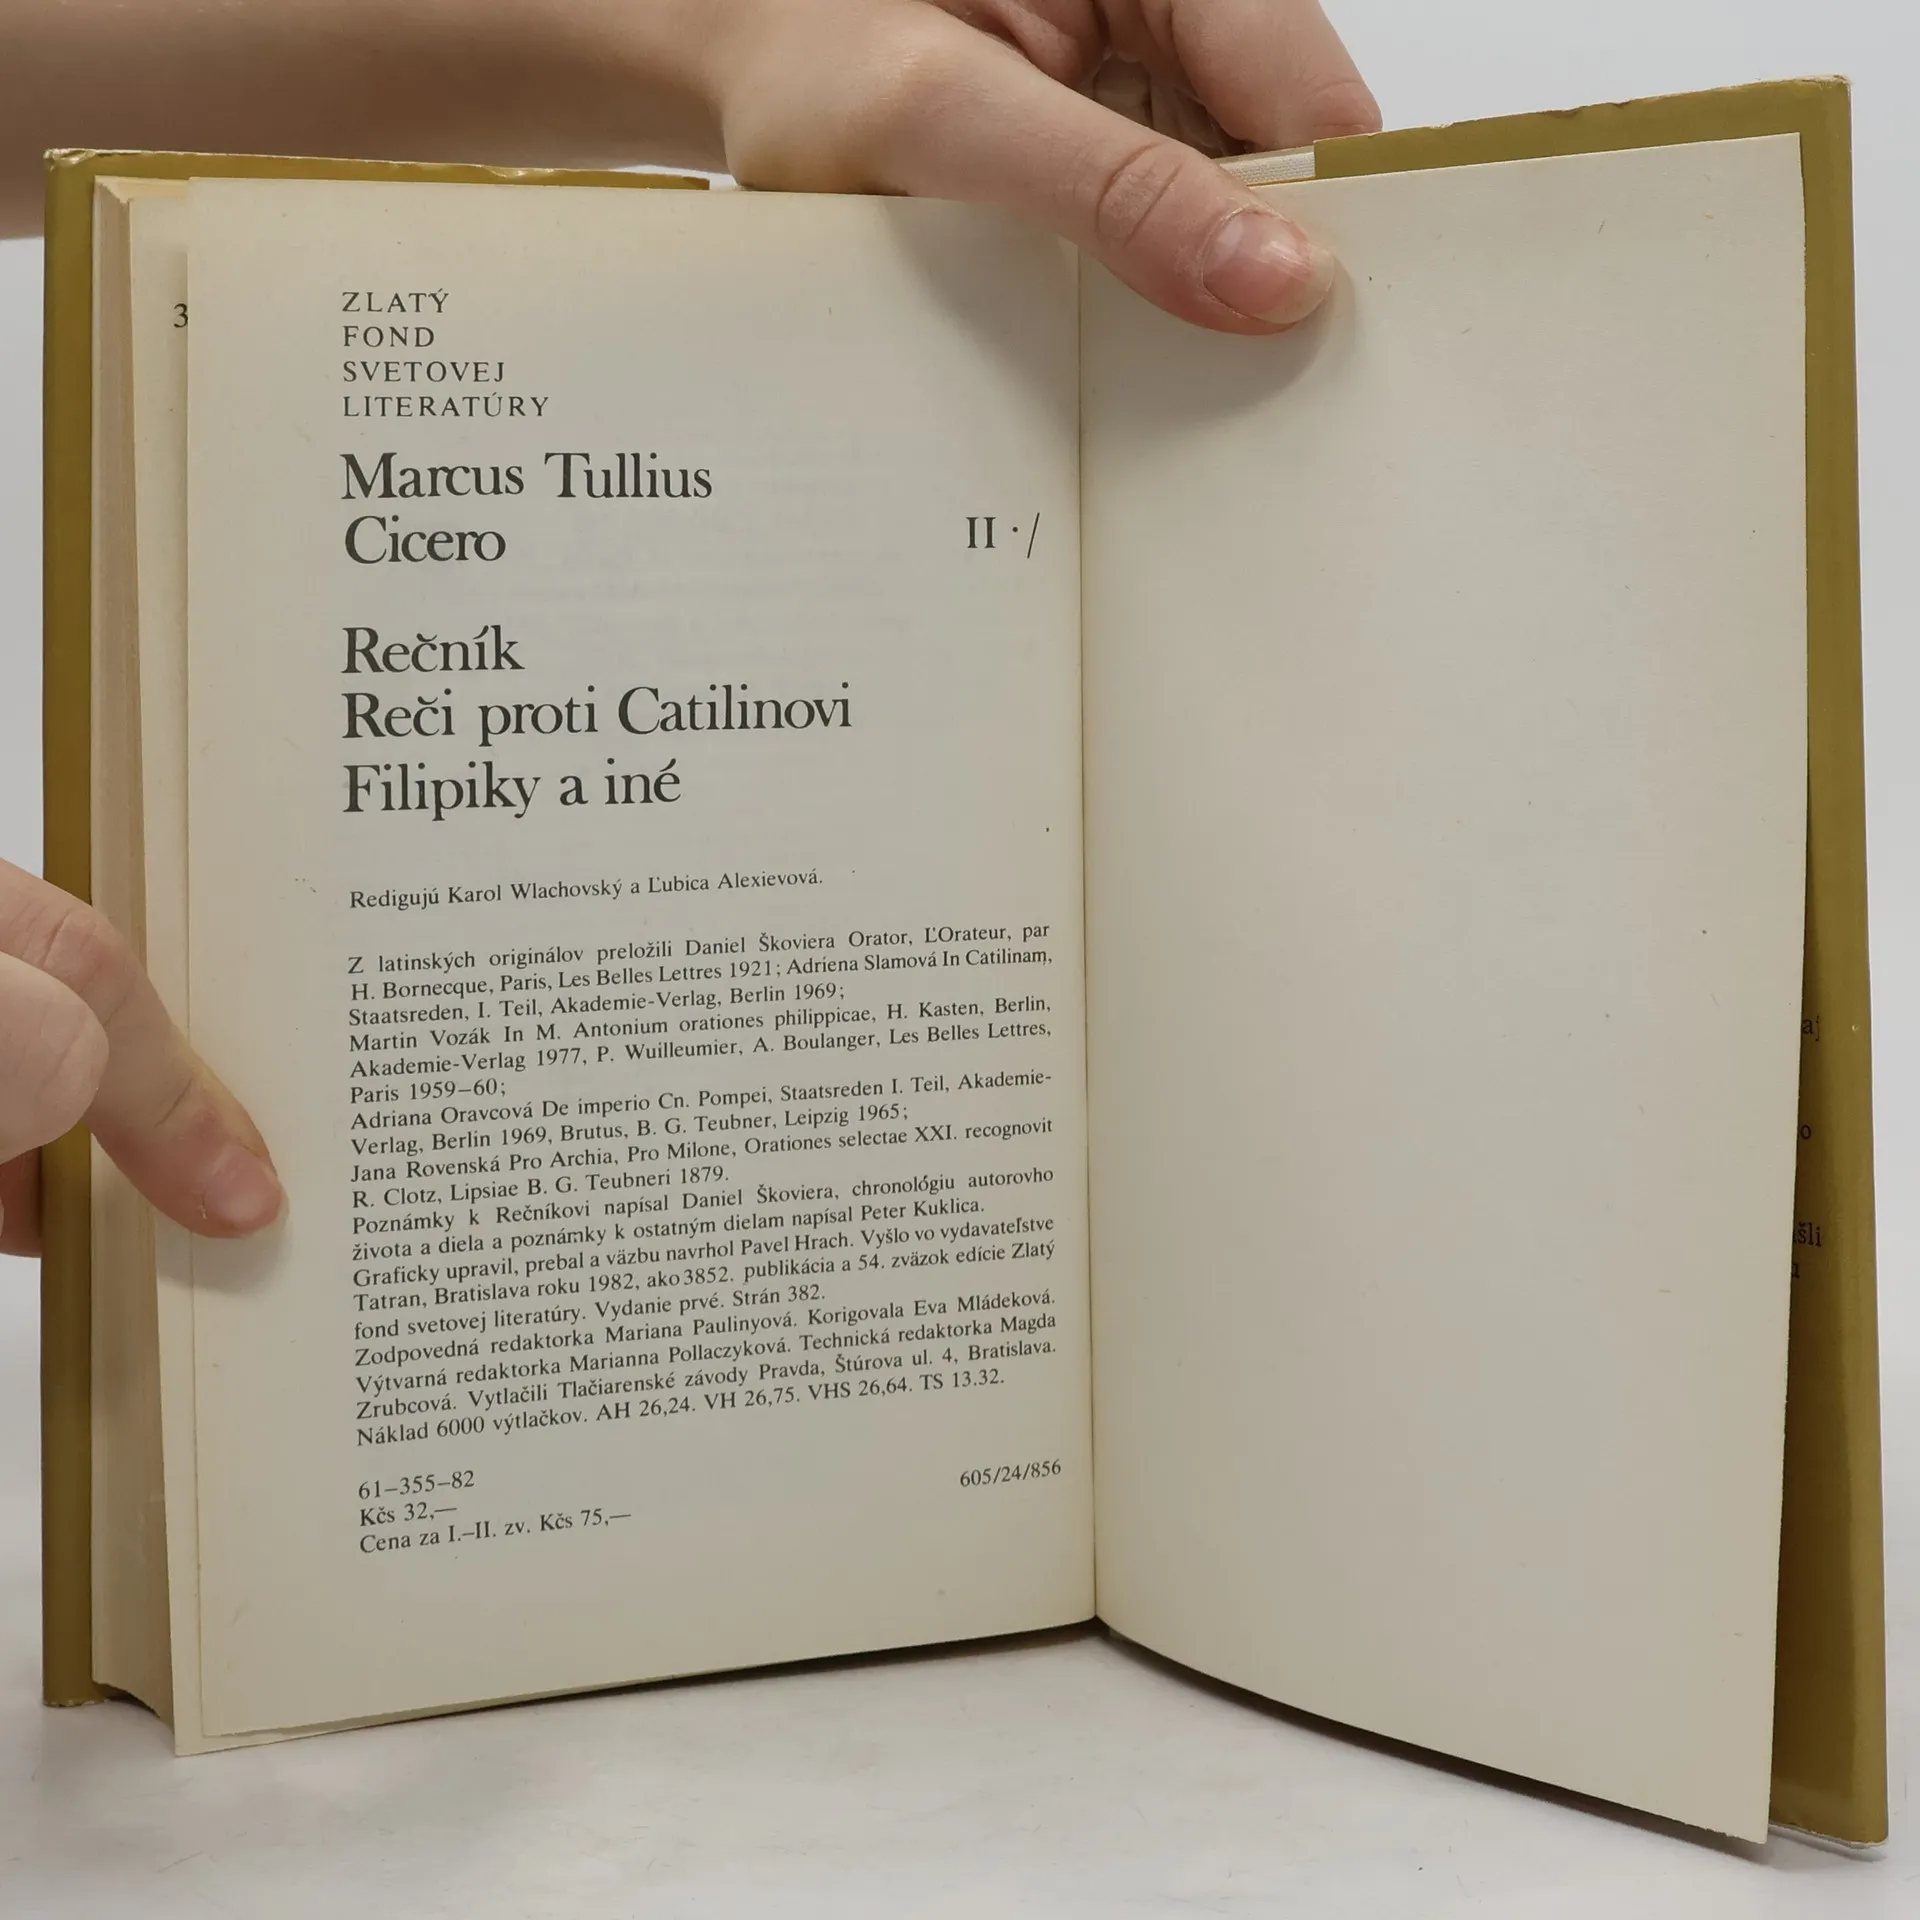 3
ZLATÝ
FOND
SVETOVEJ
LITERATÚRY
Marcus Tullius
Cicero
II ·/
Rečník
Reči proti Catilinovi
Filipiky a iné
Redigujú Karol Wlachovský a Ľubica Alexievová.
Z latinských originálov preložili Daniel Škoviera Orator, ĽOrateur, par
H. Bornecque, Paris, Les Belles Lettres 1921; Adriena Slamová In Catilinam,
Staatsreden, I. Teil, Akademie-Verlag, Berlin 1969;
Martin Vozák In M. Antonium orationes philippicae, H. Kasten, Berlin,
Akademie-Verlag 1977, P. Wuilleumier, A. Boulanger, Les Belles Lettres,
Paris 1959–60;
Adriana Oravcová De imperio Cn. Pompei, Staatsreden I. Teil, Akademie-
Verlag, Berlin 1969, Brutus, B. G. Teubner, Leipzig 1965;
Jana Rovenská Pro Archia, Pro Milone, Orationes selectae XXI. recognovit
R. Clotz, Lipsiae B. G. Teubneri 1879.
Poznámky k Rečníkovi napísal Daniel Škoviera, chronológiu autorovho
života a diela a poznámky k ostatným dielam napísal Peter Kuklica.
Graficky upravil, prebal a väzbu navrhol Pavel Hrach. Vyšlo vo vydavateľstve
Tatran, Bratislava roku 1982, ako 3852. publikácia a 54. zväzok edície Zlatý
fond svetovej literatúry. Vydanie prvé. Strán 382.
Zodpovedná redaktorka Mariana Paulinyová. Korigovala Eva Mládeková.
Výtvarná redaktorka Marianna Pollaczyková. Technická redaktorka Magda
Zrubcová. Vytlačili Tlačiarenské závody Pravda, Štúrova ul. 4, Bratislava.
Náklad 6000 výtlačkov. AH 26,24. VH 26,75. VHS 26,64. TS 13.32.
61–355–82
605/24/856
Kčs 32,—
Cena za I.–II. zv. Kčs 75,—